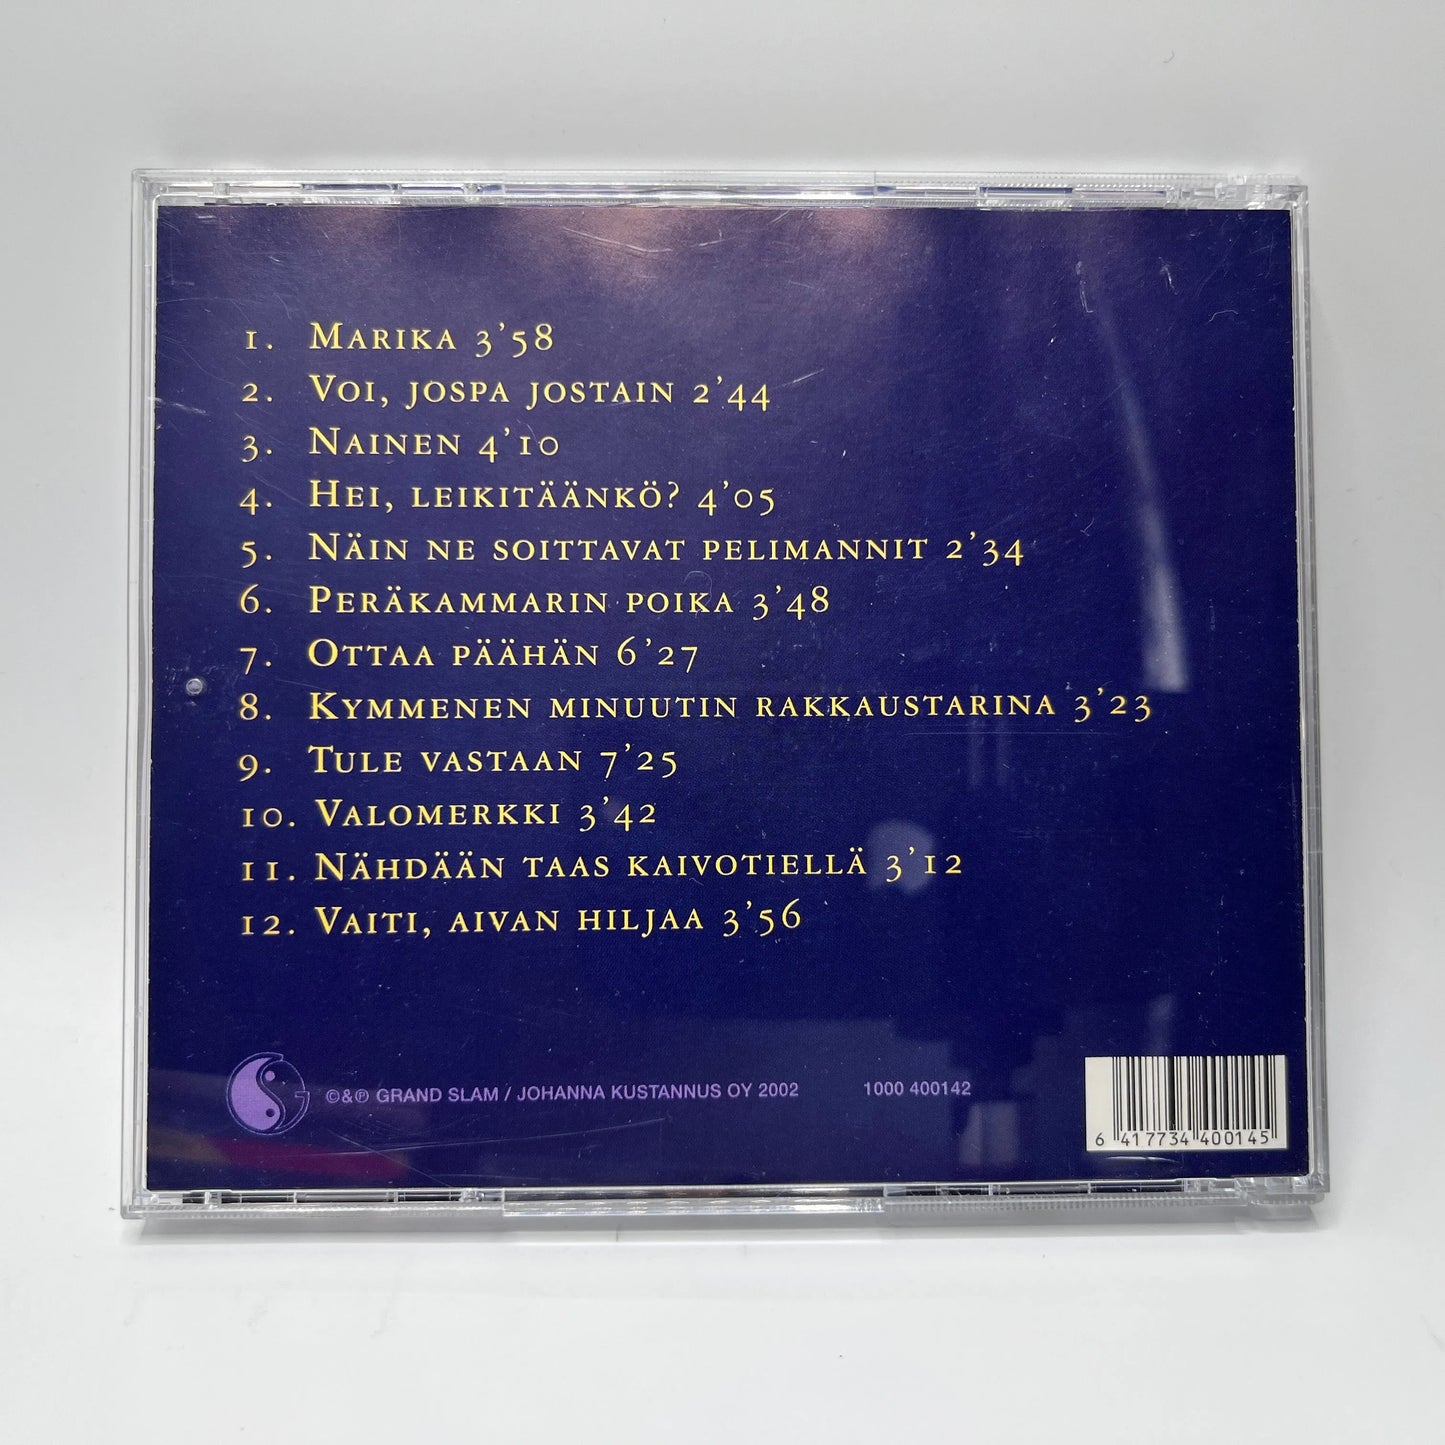 1. MARIKA 3'58
2. VOI, JOSPA JOSTAIN 2'44
3. NAINEN 4'10
4. HEI, LEIKITÄÄNKÖ? 4'05
5. NÄIN NE SOITTAVAT PELIMANNIT 2'34
6. PERÄKAMMARIN POIKA 3'48
7. OTTAA PÄÄHÄN 6'27
8. KYMMENEN MINUUTIN RAKKAUSTARINA 3'23
9. TULE VASTAAN 7'25
10. VALOMERKKI 3'42
11. NÄHDÄÄN TAAS KAIVOTIELLÄ 3'12
12. VAITI, AIVAN HILJAA 3'56
©&℗ GRAND SLAM / JOHANNA KUSTANNUS OY 2002 1000 400142
6 417734 400145